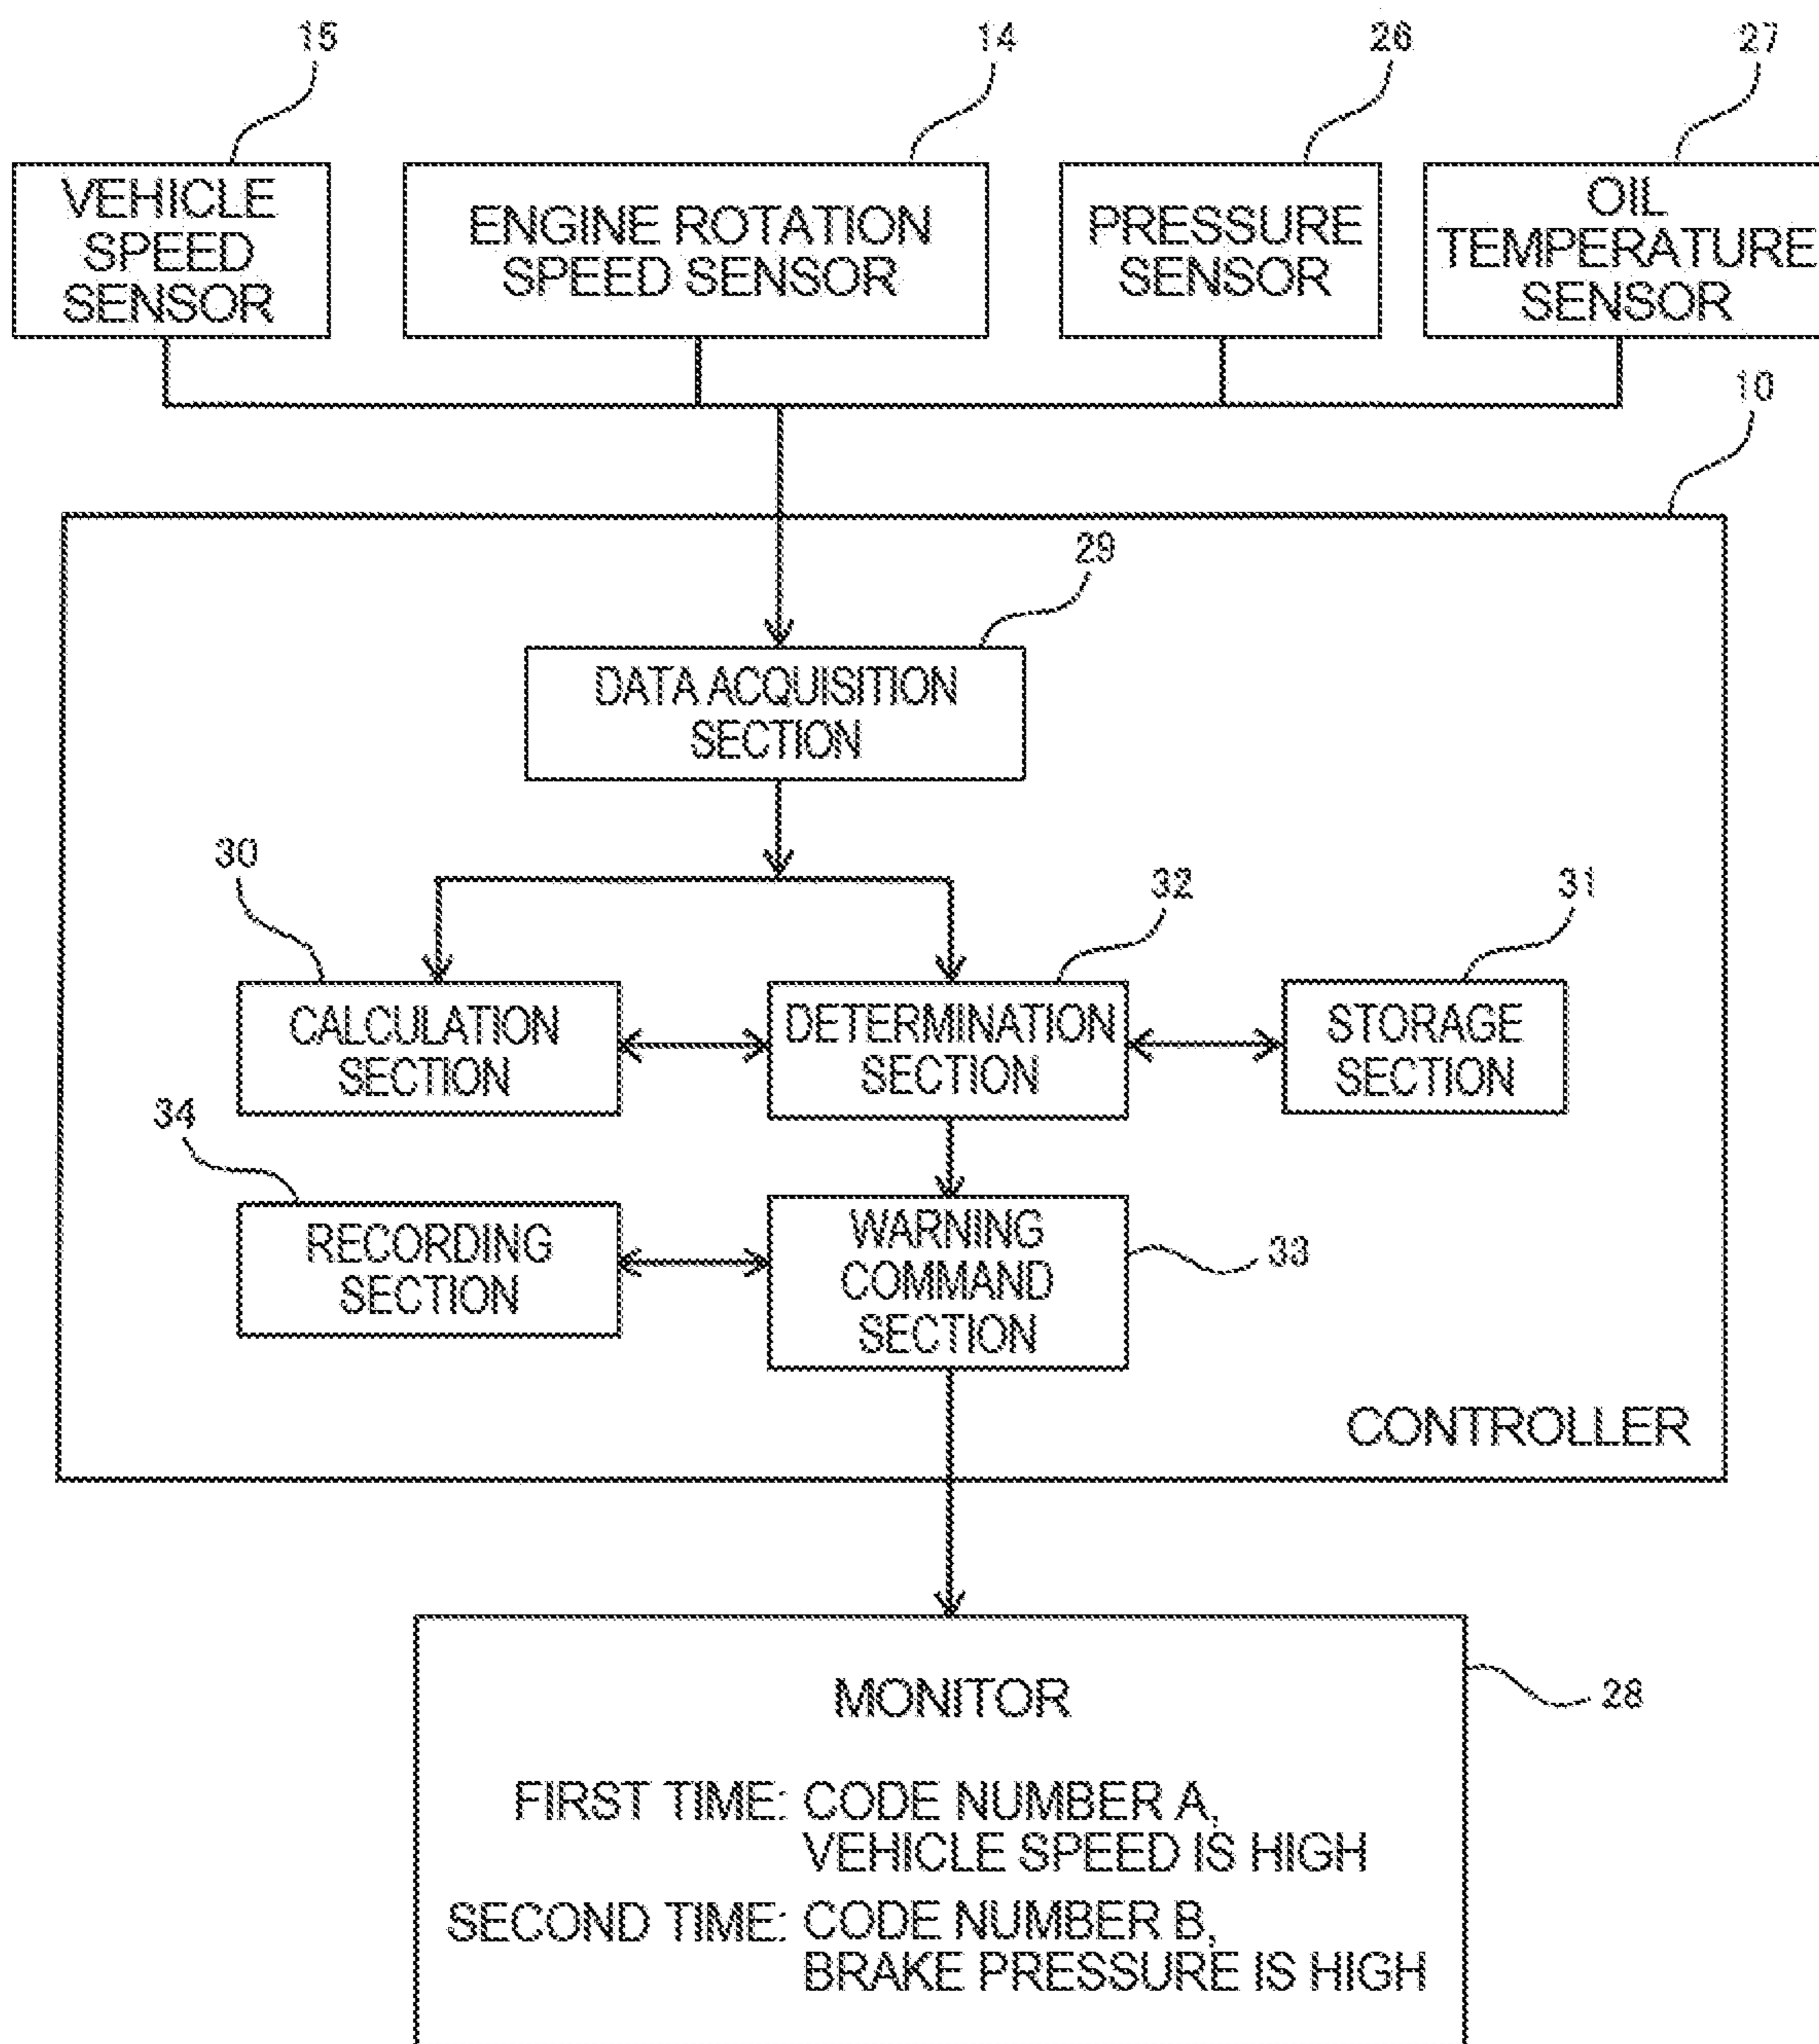 15
14
26
27
VEHICLE
SPEED
SENSOR
ENGINE ROTATION
SPEED SENSOR
PRESSURE
SENSOR
OIL
TEMPERATURE
SENSOR
10
29
DATA ACQUISITION
SECTION
30
32
31
CALCULATION
SECTION
DETERMINATION
SECTION
STORAGE
SECTION
34
RECORDING
SECTION
WARNING
COMMAND
SECTION
33
CONTROLLER
MONITOR
28
FIRST TIME: CODE NUMBER A,
VEHICLE SPEED IS HIGH
SECOND TIME: CODE NUMBER B,
BRAKE PRESSURE IS HIGH